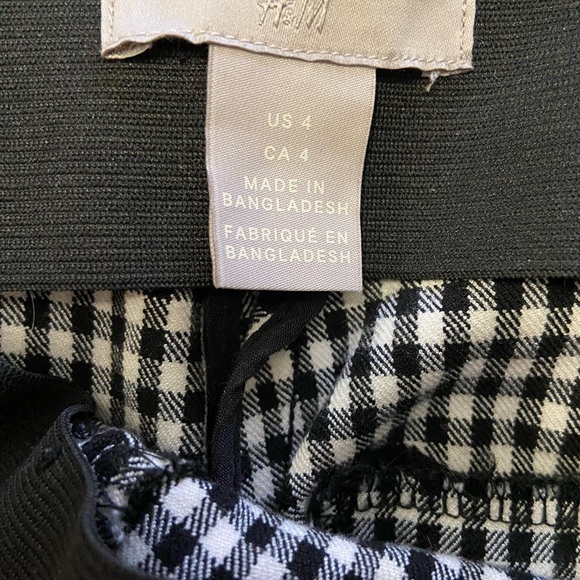 H&M
US 4
CA 4
MADE IN
BANGLADESH
FABRIQUÉ EN
BANGLADESH